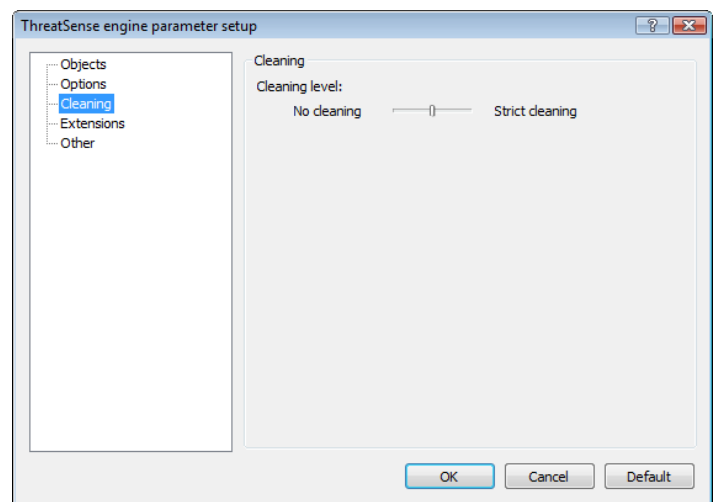 ThreatSense engine parameter setup
Objects
Options
Cleaning
Extensions
Other
Cleaning
Cleaning level:
No cleaning Strict cleaning
OK Cancel Default